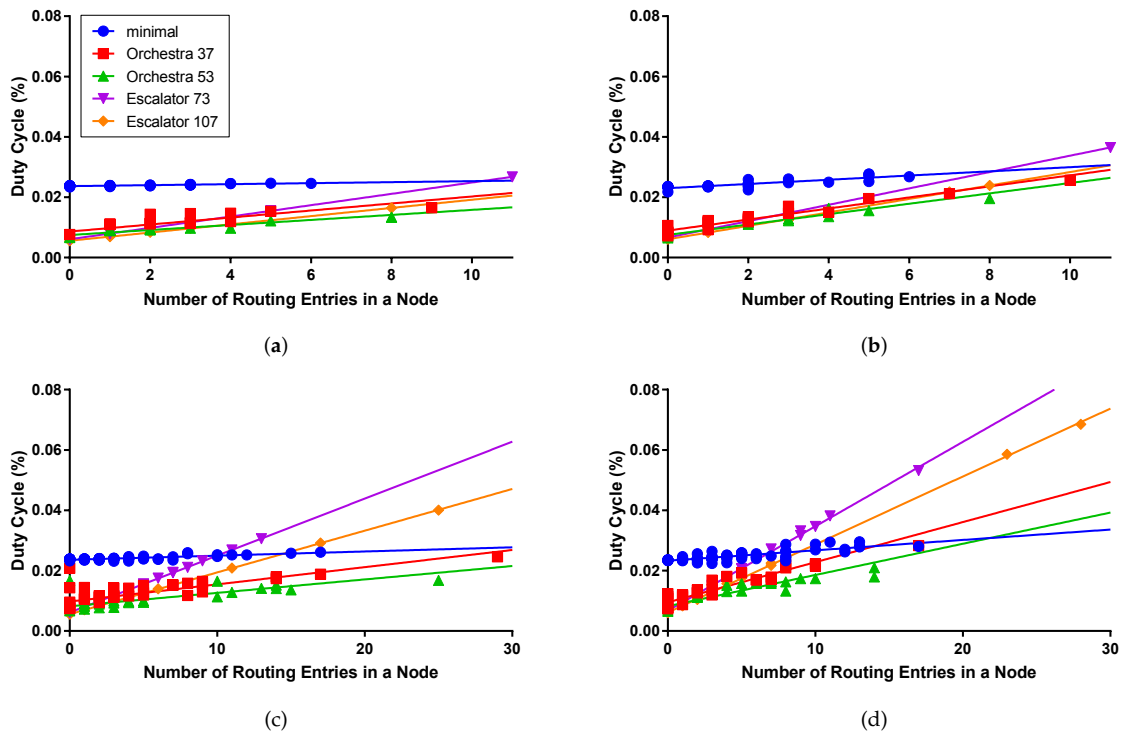 0.08
0.06
0.04
0.02
0.00
Duty Cycle (%)
minimal
Orchestra 37
Orchestra 53
Escalator 73
Escalator 107
0 2 4 6 8 10
Number of Routing Entries in a Node
(a)
0.08
0.06
0.04
0.02
0.00
Duty Cycle (%)
0 2 4 6 8 10
Number of Routing Entries in a Node
(b)
0.08
0.06
0.04
0.02
0.00
Duty Cycle (%)
0 10 20 30
Number of Routing Entries in a Node
(c)
0.08
0.06
0.04
0.02
0.00
Duty Cycle (%)
0 10 20 30
Number of Routing Entries in a Node
(d)